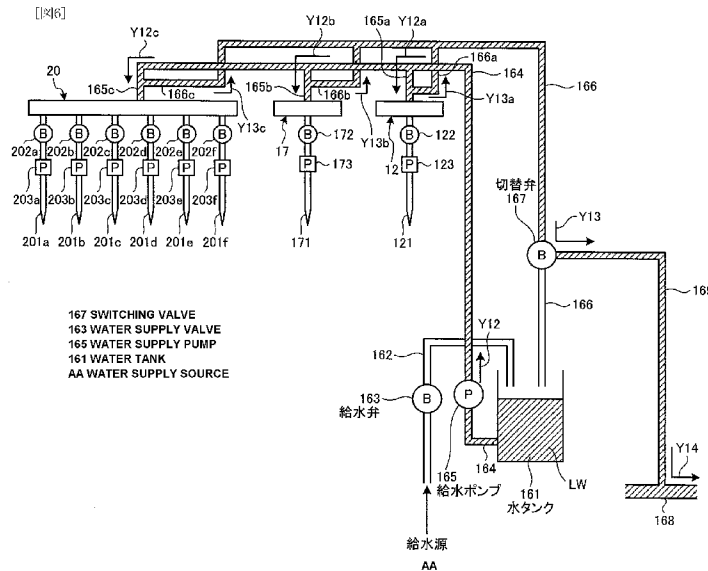 [図6]
Y12c
Y12b
165a
Y12a
166a
164
20
165c
166c
165b
166b
166
Y13a
Y13c
17
Y13b
12
B B B B B B B B
202a 202b 202c 202d 202e 202f
172
122
P P P P P P P P
203a 203b 203c 203d 203e 203f
173
123
201a 201b 201c 201d 201e 201f
171
121
切替弁
167
Y13
B
166
167 SWITCHING VALVE
163 WATER SUPPLY VALVE
165 WATER SUPPLY PUMP
161 WATER TANK
AA WATER SUPPLY SOURCE
162
Y12
B
163
給水弁
P
165
給水ポンプ
164
161
水タンク
LW
Y14
168
給水源
AA